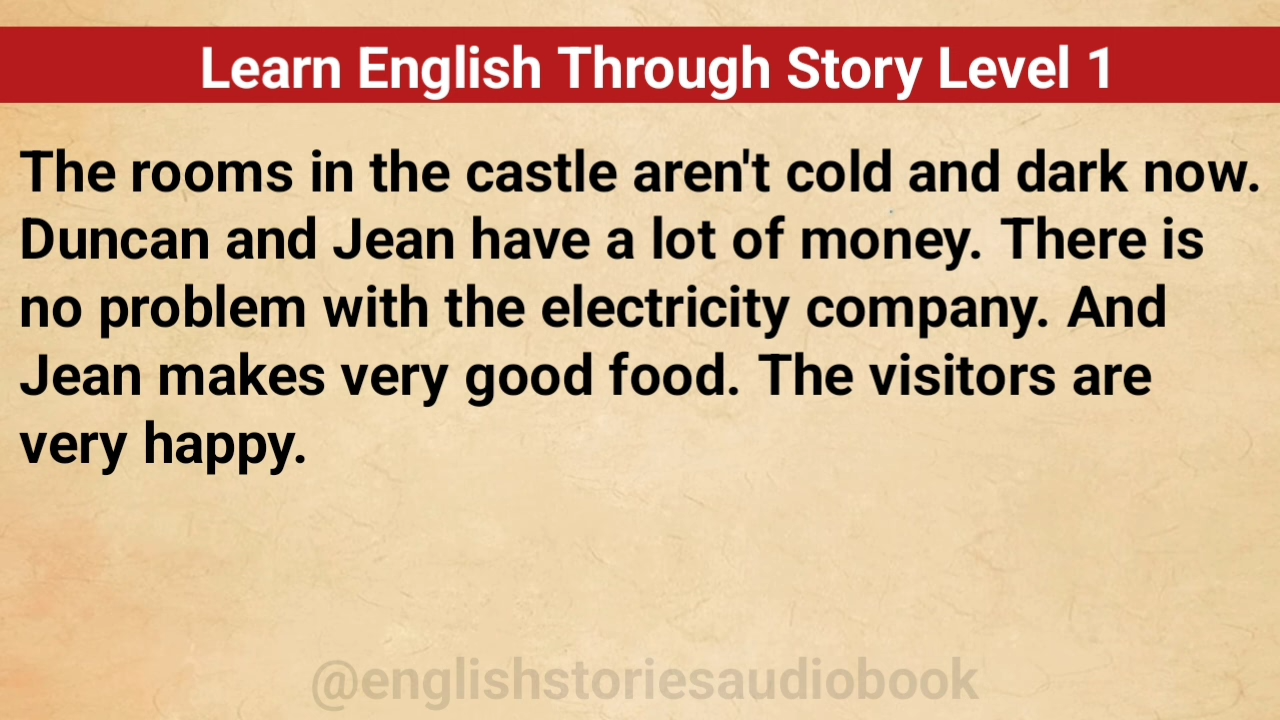 Learn English Through Story Level 1
The rooms in the castle aren't cold and dark now.
Duncan and Jean have a lot of money. There is
no problem with the electricity company. And
Jean makes very good food. The visitors are
very happy.
@englishstoriesaudiobook